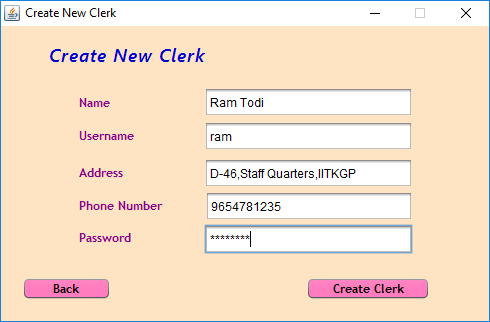 Create New Clerk
Create New Clerk
Name Ram Todi
Username ram
Address D-46,Staff Quarters,IITKGP
Phone Number 9654781235
Password ********
Back Create Clerk